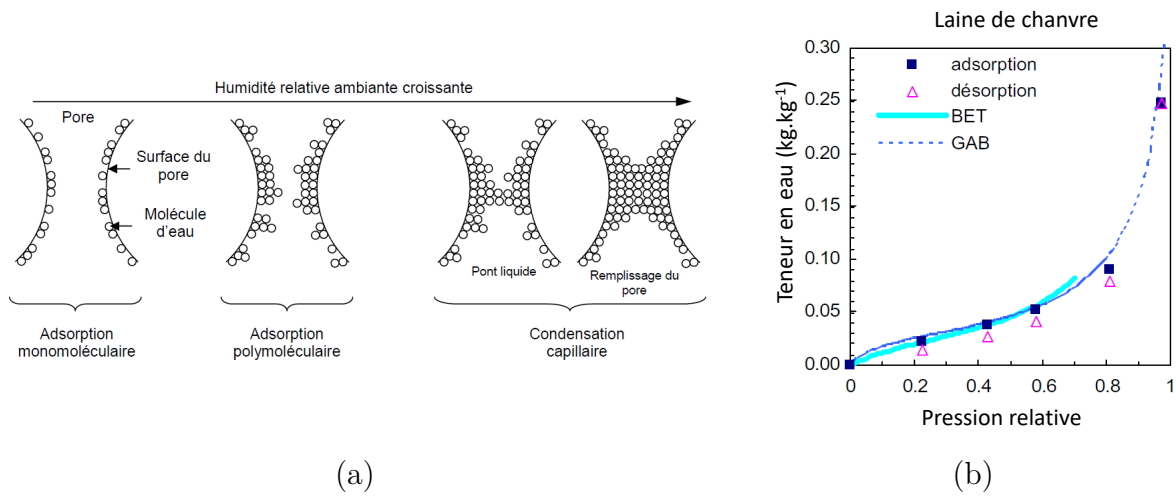 Humidité relative ambiante croissante
Pore
Surface du
pore
Molécule
d'eau
Pont liquide
Remplissage du
pore
Adsorption
monomoléculaire
Adsorption
polymoléculaire
Condensation
capillaire
(a)
Laine de chanvre
Teneur en eau (kg.kg⁻¹)
0.30
0.25
0.20
0.15
0.10
0.05
0.00
adsorption
désorption
BET
GAB
0 0.2 0.4 0.6 0.8 1
Pression relative
(b)